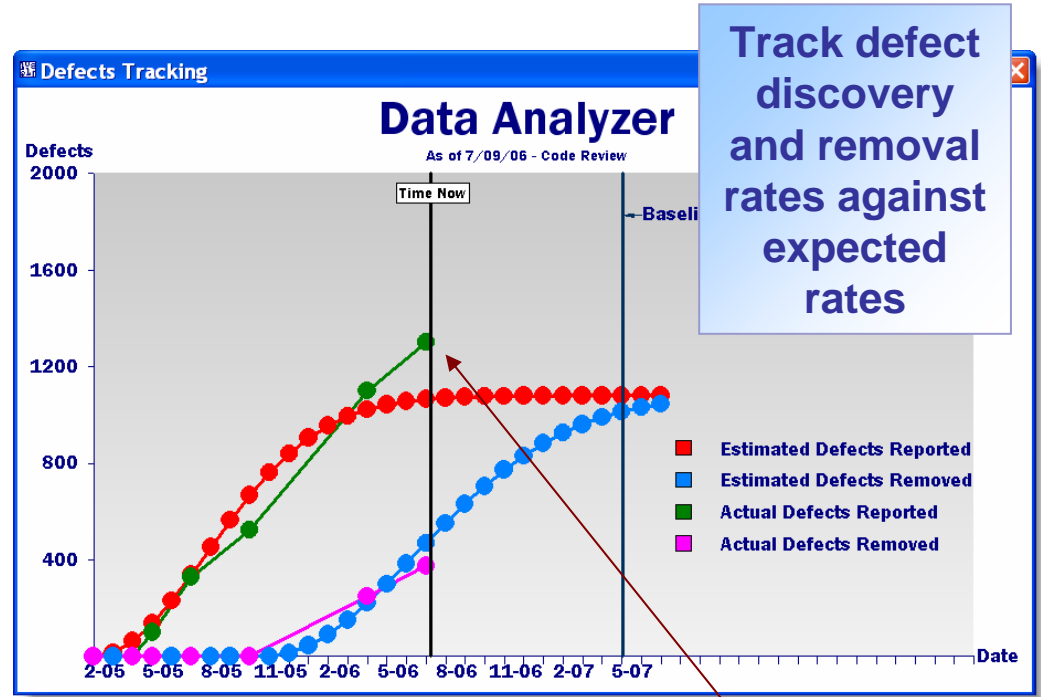 Track defect
discovery
and removal
rates against
expected
rates
Defects Tracking
Data Analyzer
As of 7/09/06 - Code Review
Defects
2000
1600
1200
800
400
Time Now
Estimated Defects Reported
Estimated Defects Removed
Actual Defects Reported
Actual Defects Removed
Date
2-05 5-05 8-05 11-05 2-06 5-06 8-06 11-06 2-07 5-07